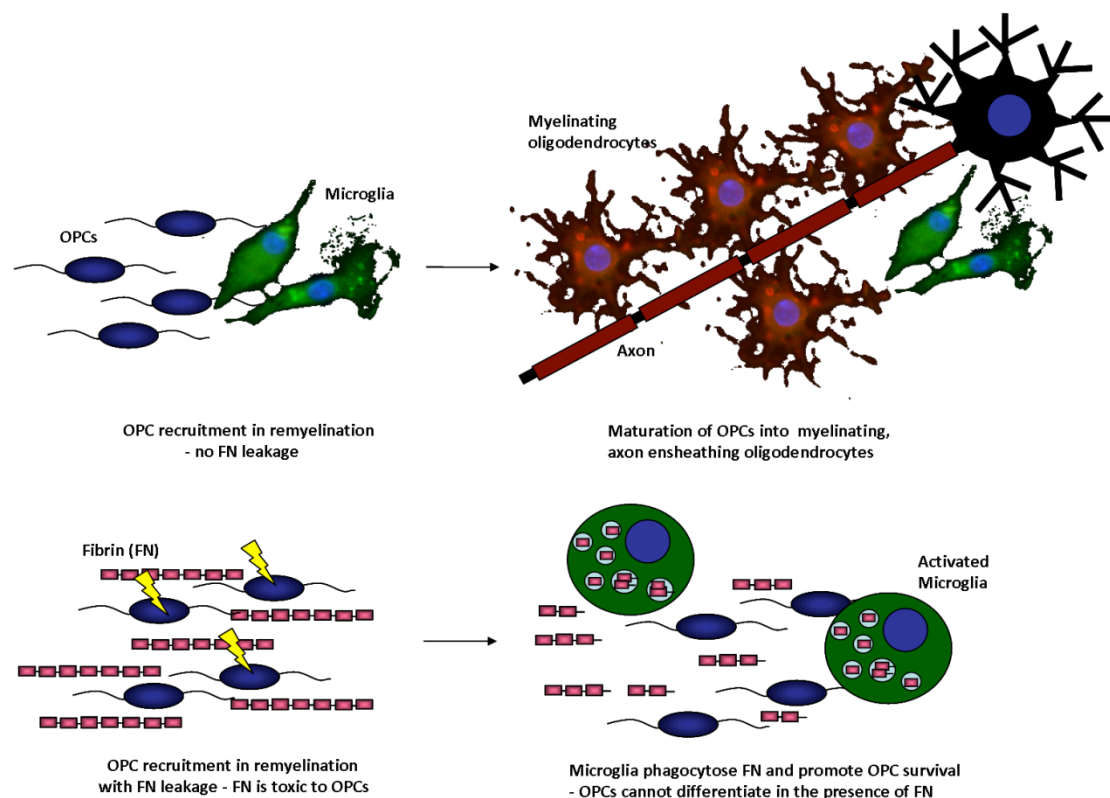 Myelinating
oligodendrocytes
Microglia
OPCs
Axon
OPC recruitment in remyelination
- no FN leakage
Maturation of OPCs into myelinating,
axon ensheathing oligodendrocytes
Fibrin (FN)
Activated
Microglia
OPC recruitment in remyelination
with FN leakage - FN is toxic to OPCs
Microglia phagocytose FN and promote OPC survival
- OPCs cannot differentiate in the presence of FN